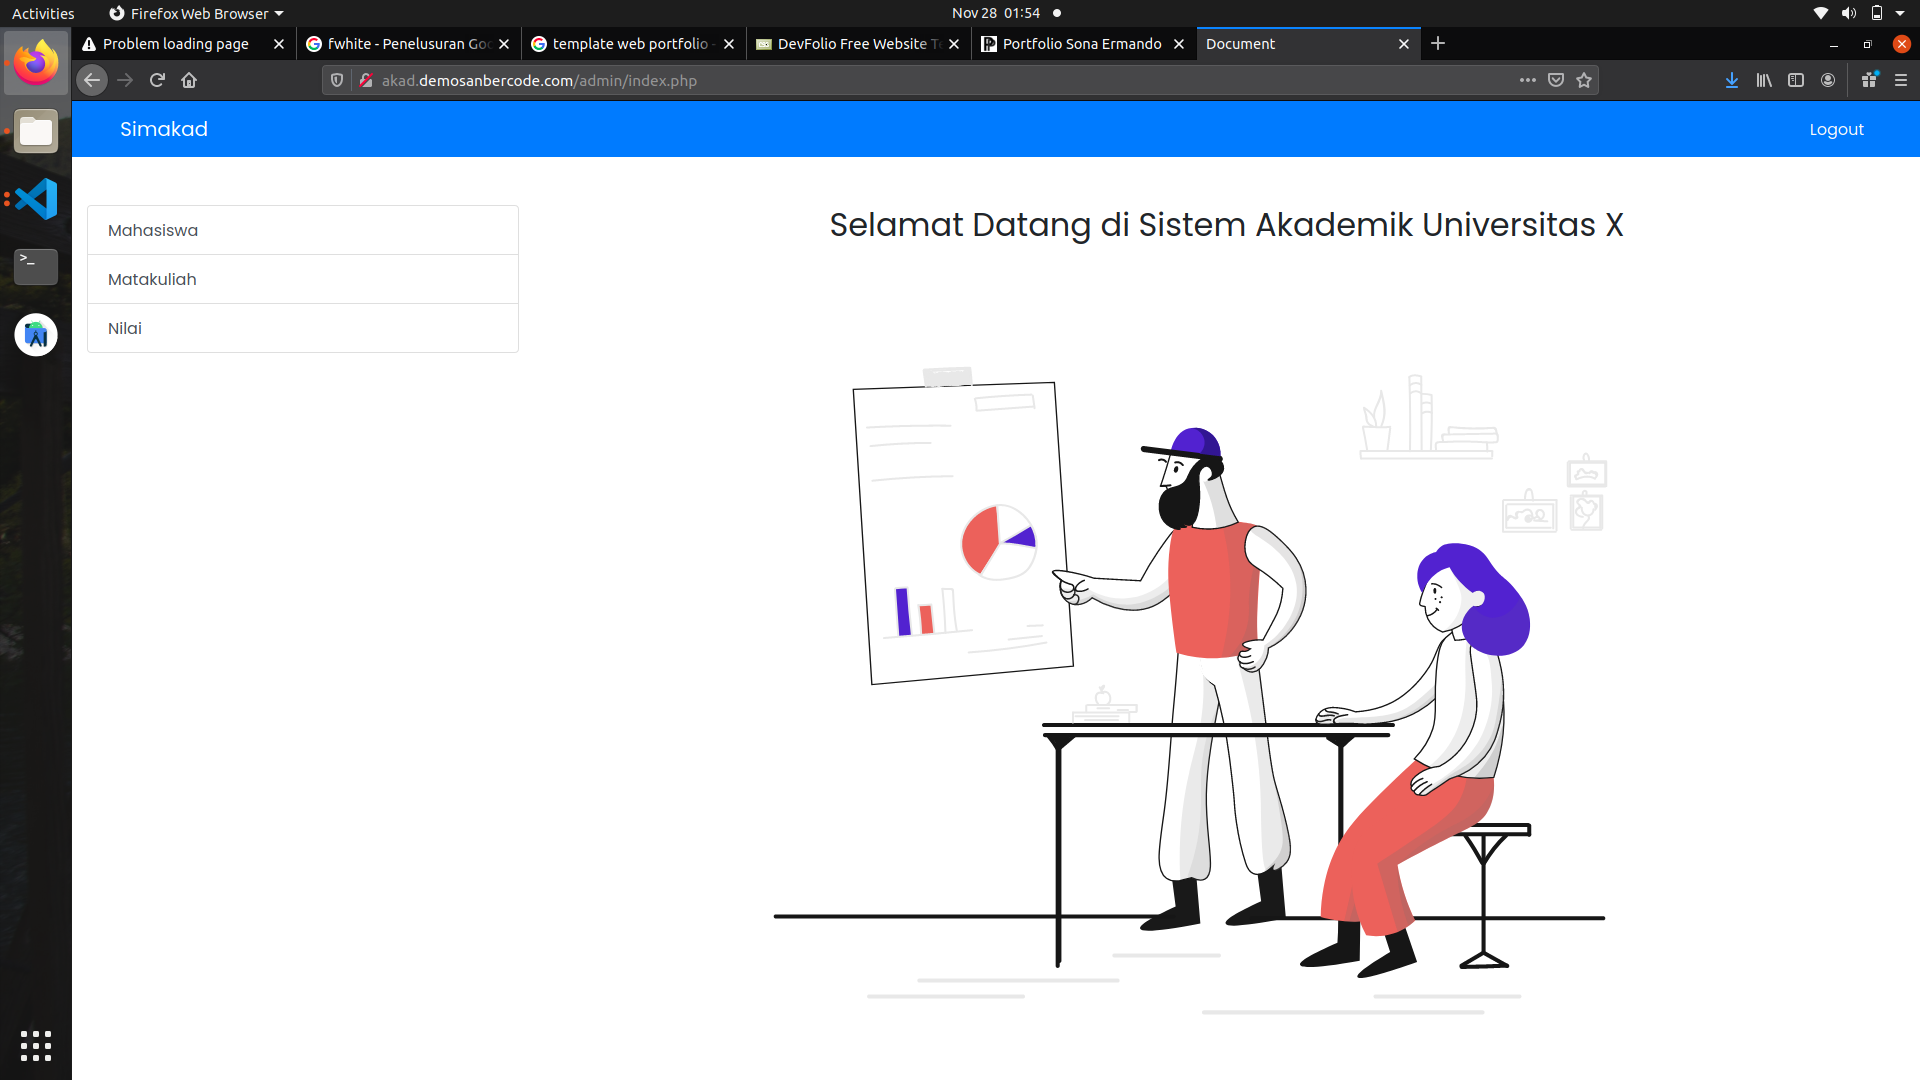 Activities
Firefox Web Browser
Nov 28 01:54
Problem loading page
fwhite - Penelusuran Goo
template web portfolio -
DevFolio Free Website Te
Portfolio Sona Ermando
Document
akad.demosanbercode.com/admin/index.php
Simakad
Logout
Mahasiswa
Matakuliah
Nilai
Selamat Datang di Sistem Akademik Universitas X